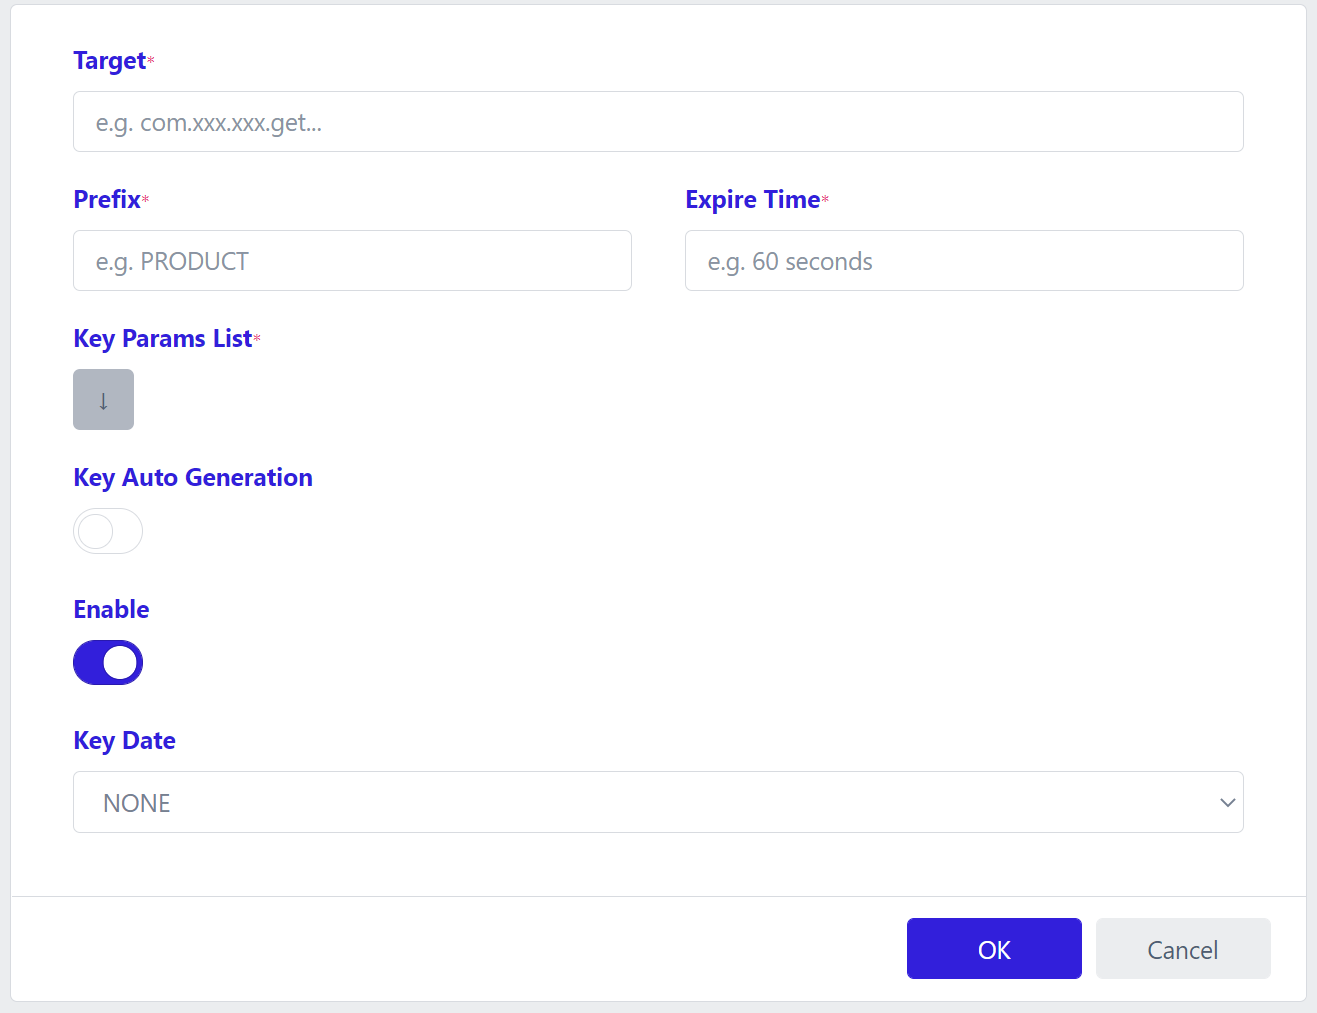 Target*
e.g. com.xxx.xxx.get...
Prefix*
Expire Time*
e.g. PRODUCT
e.g. 60 seconds
Key Params List*
↓
Key Auto Generation
Enable
Key Date
NONE
OK
Cancel